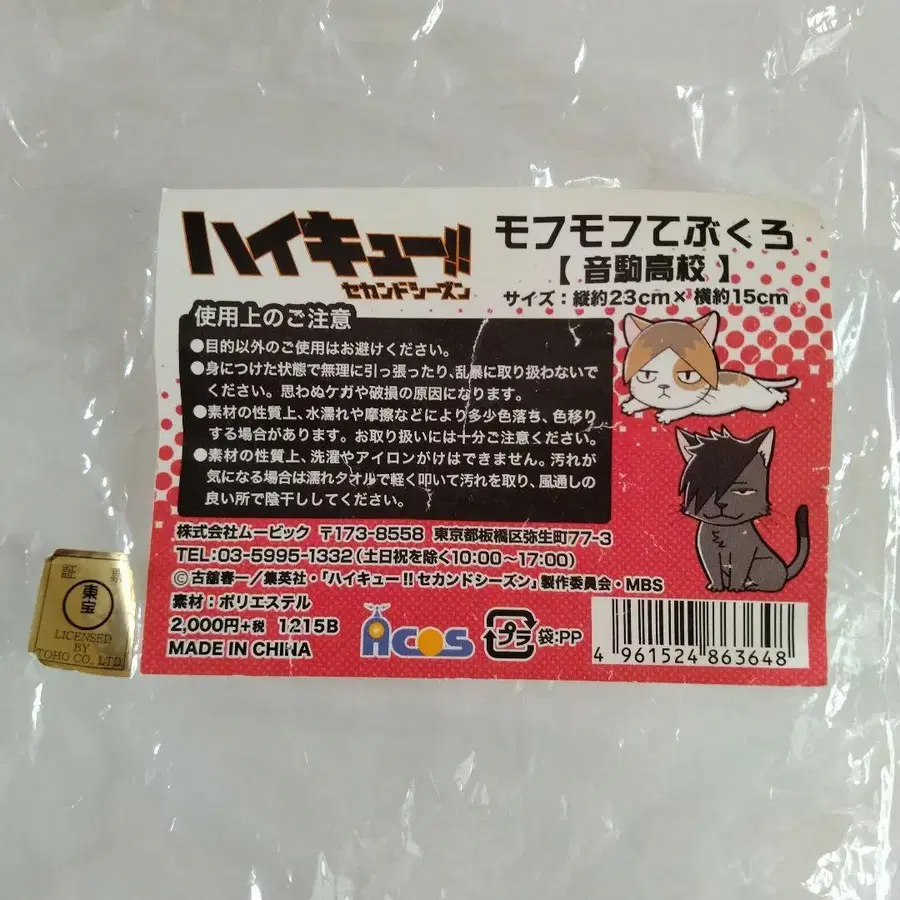 ハイキュー!!
セカンドシーズン
モフモフてぶくろ
【音駒高校】
サイズ：縦約23cm×横約15cm
使用上のご注意
●目的以外のご使用はお避けください。
●身につけた状態で無理に引っ張ったり、乱暴に取り扱わないで
ください。思わぬケガや破損の原因になります。
●素材の性質上、水濡れや摩擦などにより多少色落ち、色移り
する場合があります。お取り扱いには十分ご注意ください。
●素材の性質上、洗濯やアイロンがけはできません。汚れが
気になる場合は濡れタオルで軽く叩いて汚れを取り、風通しの
良い所で陰干ししてください。
株式会社ムービック 〒173-8558 東京都板橋区弥生町77-3
TEL:03-5995-1332(土日祝を除く10:00～17:00)
©古舘春一／集英社・「ハイキュー!!セカンドシーズン」製作委員会・MBS
素材：ポリエステル
2,000円+税 1215B
MADE IN CHINA
acos
プラ
袋:PP
4 961524 863648
証票
東宝
LICENSED
BY
TOHO CO., LTD.